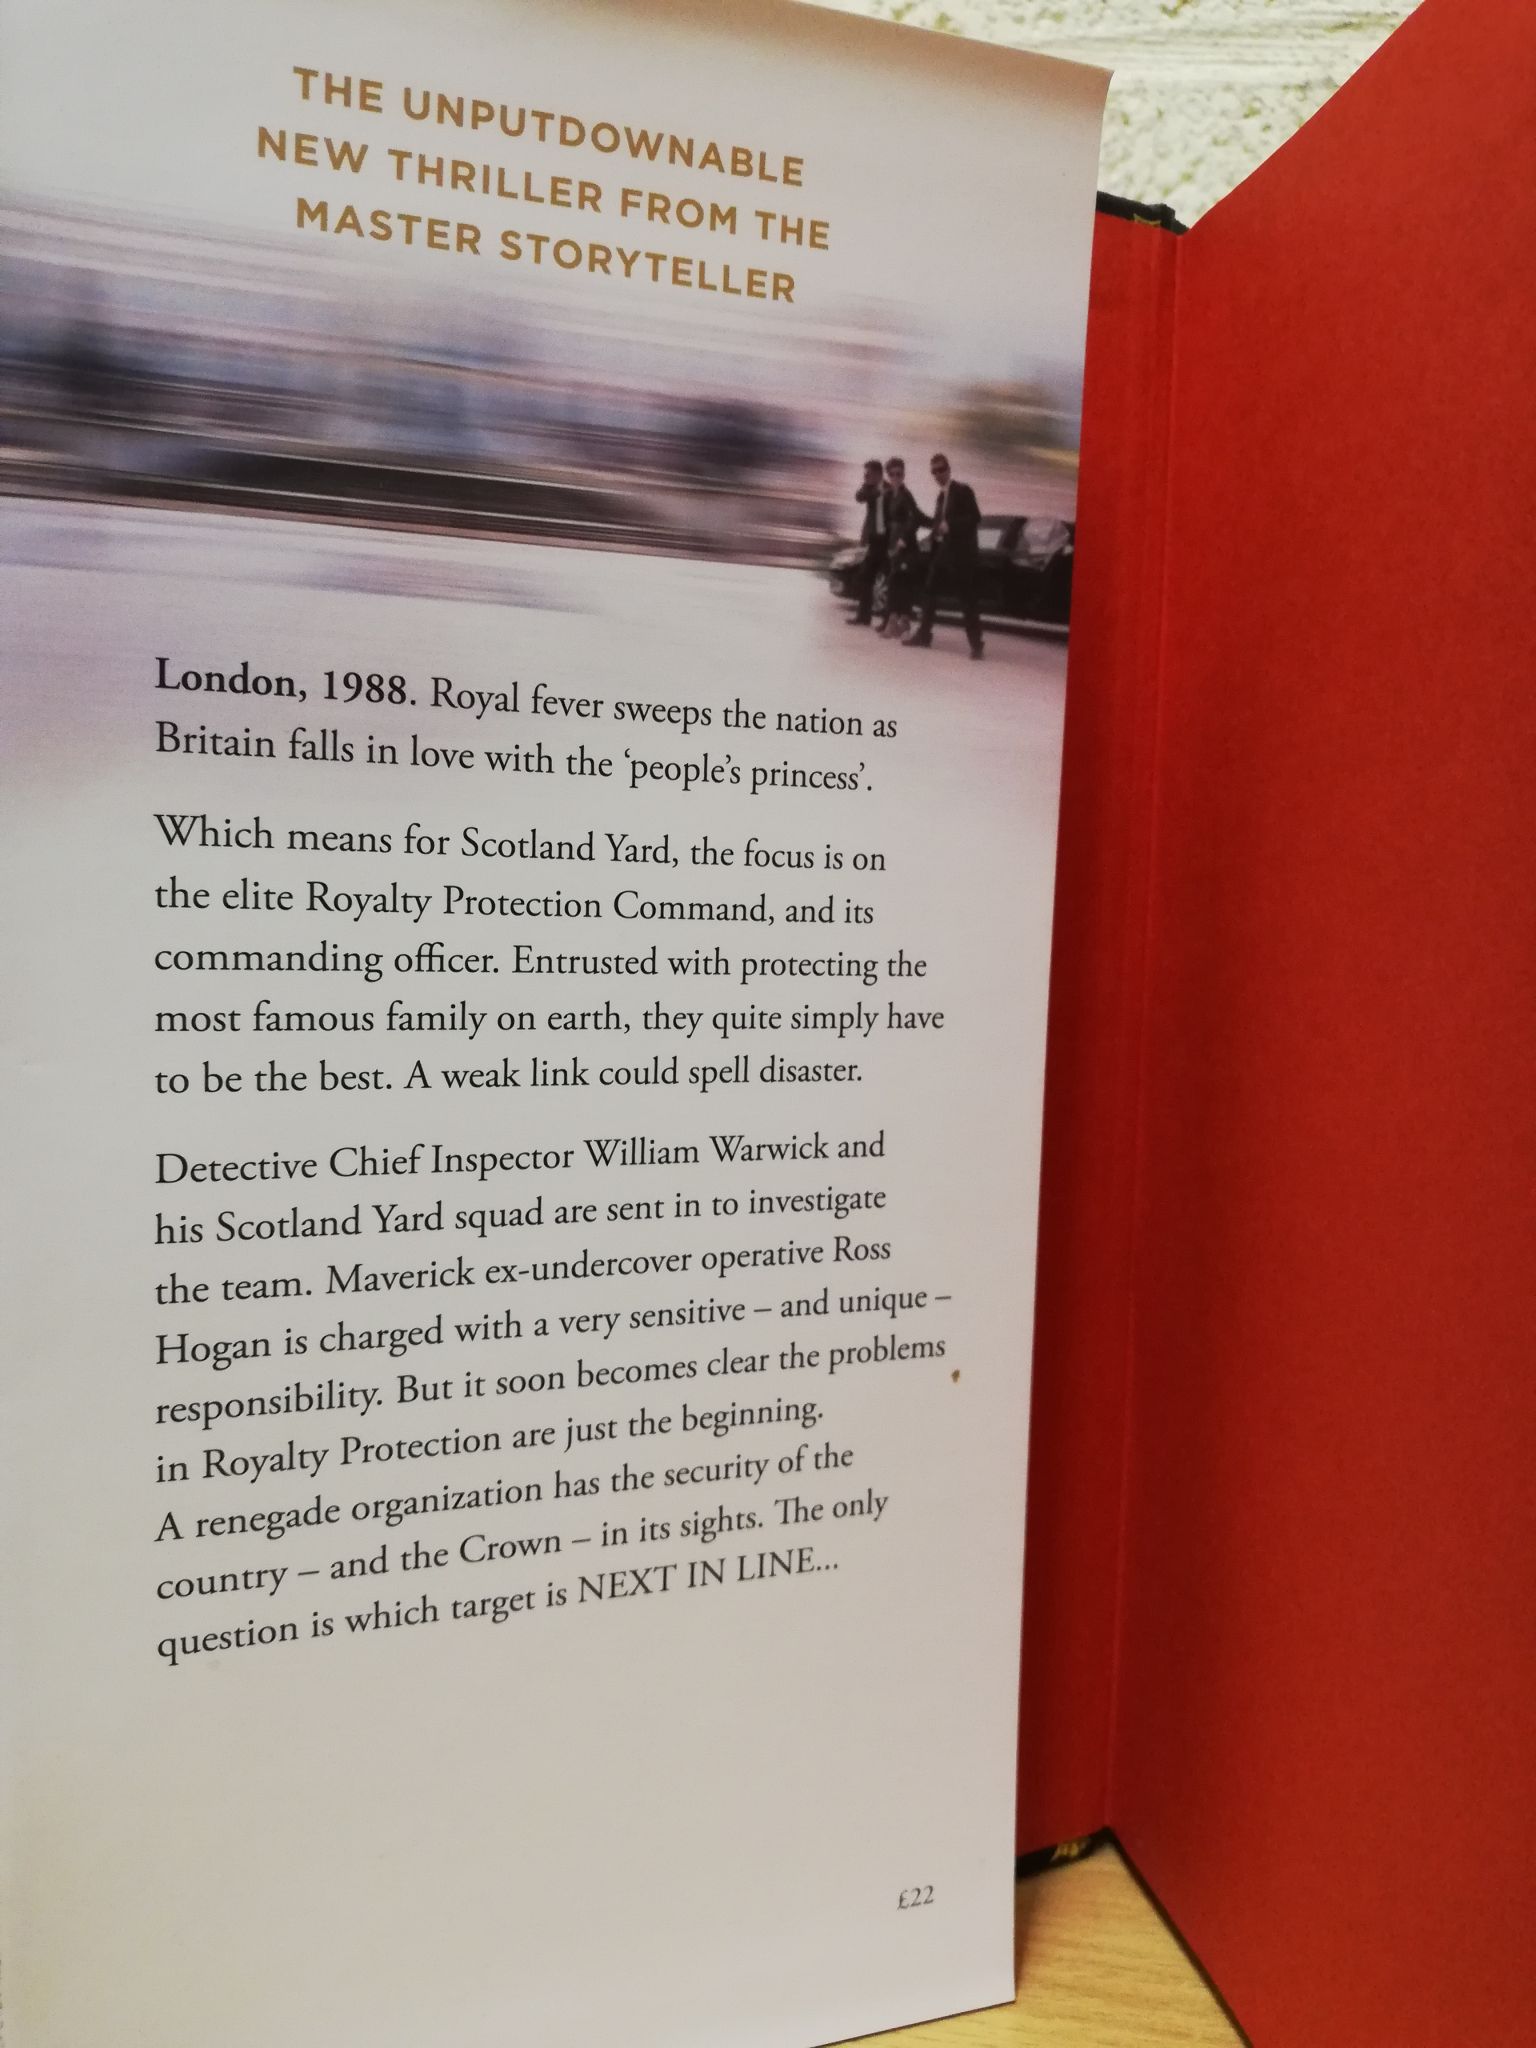 THE UNPUTDOWNABLE
NEW THRILLER FROM THE
MASTER STORYTELLER
London, 1988. Royal fever sweeps the nation as
Britain falls in love with the ‘people’s princess’.
Which means for Scotland Yard, the focus is on
the elite Royalty Protection Command, and its
commanding officer. Entrusted with protecting the
most famous family on earth, they quite simply have
to be the best. A weak link could spell disaster.
Detective Chief Inspector William Warwick and
his Scotland Yard squad are sent in to investigate
the team. Maverick ex-undercover operative Ross
Hogan is charged with a very sensitive – and unique –
responsibility. But it soon becomes clear the problems
in Royalty Protection are just the beginning.
A renegade organization has the security of the
country – and the Crown – in its sights. The only
question is which target is NEXT IN LINE...
£22